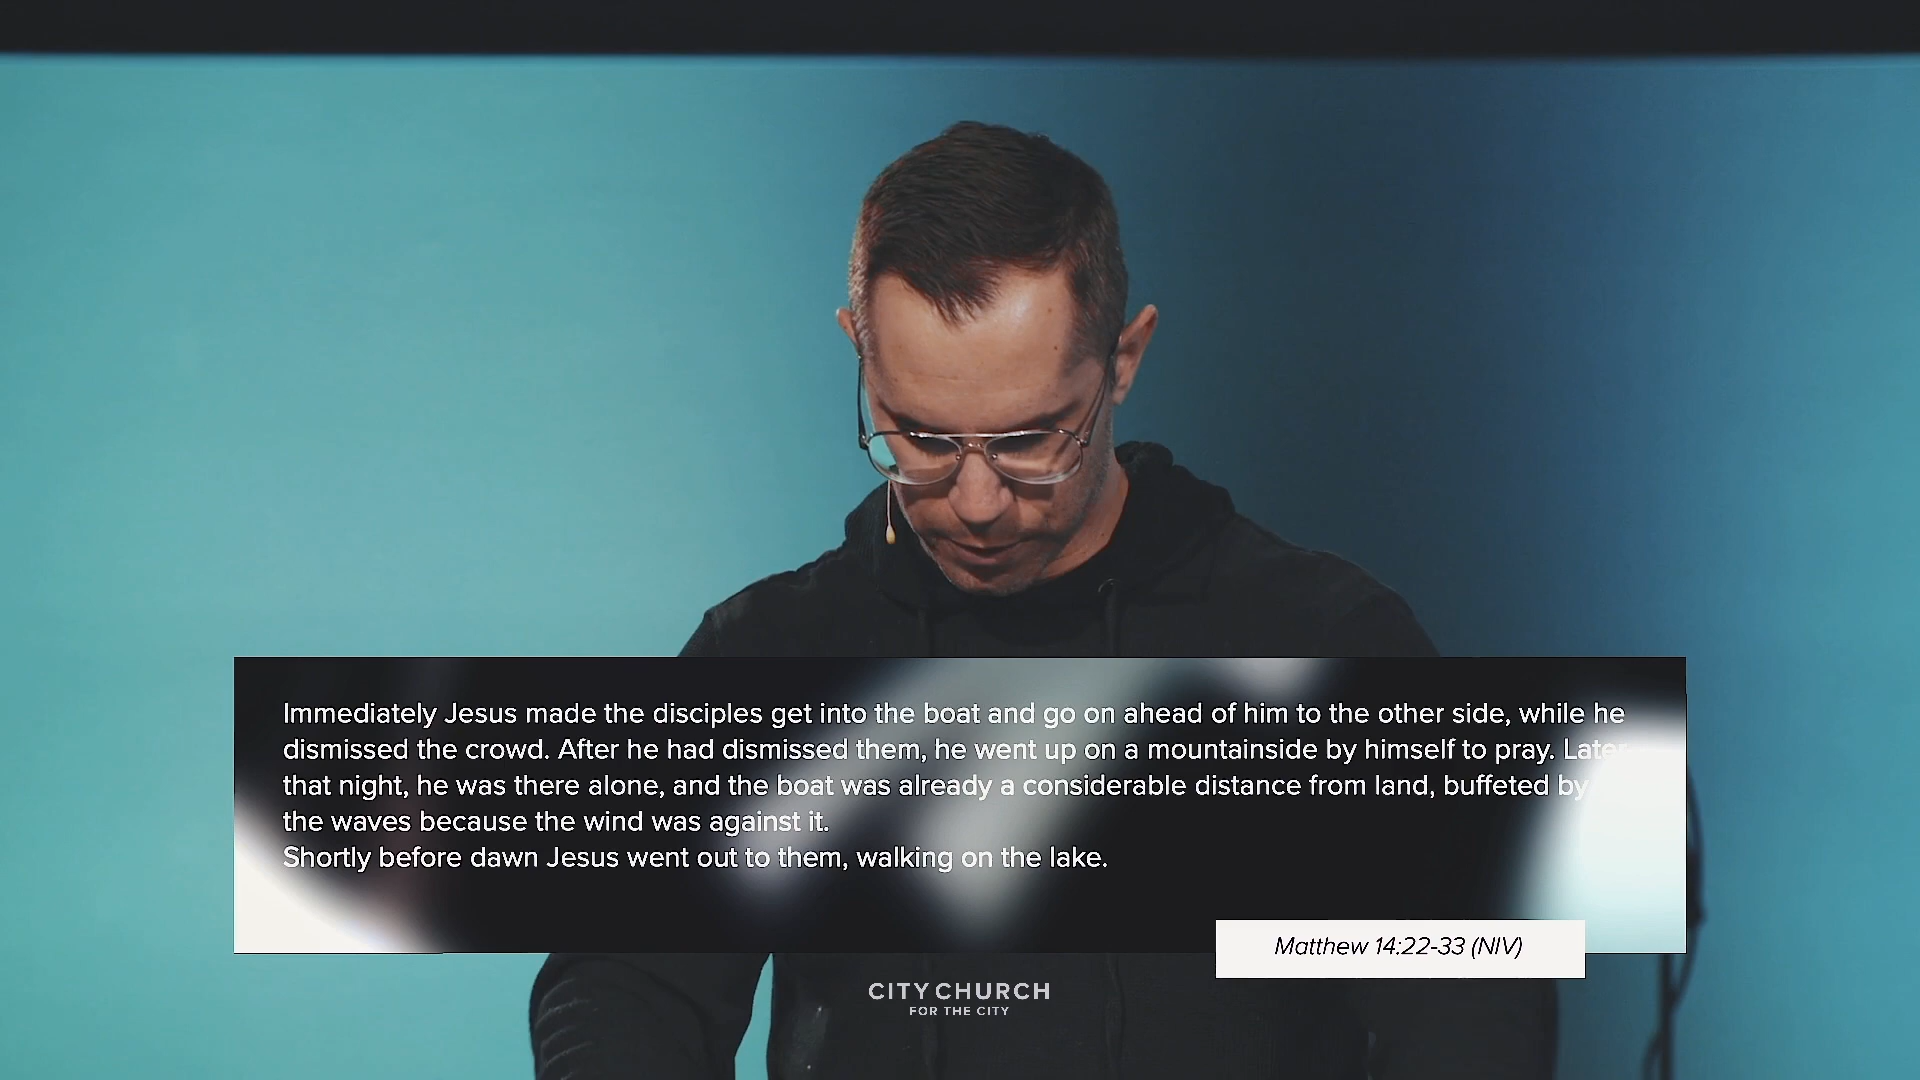 Immediately Jesus made the disciples get into the boat and go on ahead of him to the other side, while he
dismissed the crowd. After he had dismissed them, he went up on a mountainside by himself to pray. Later
that night, he was there alone, and the boat was already a considerable distance from land, buffeted by
the waves because the wind was against it.
Shortly before dawn Jesus went out to them, walking on the lake.
Matthew 14:22-33 (NIV)
CITY CHURCH
FOR THE CITY